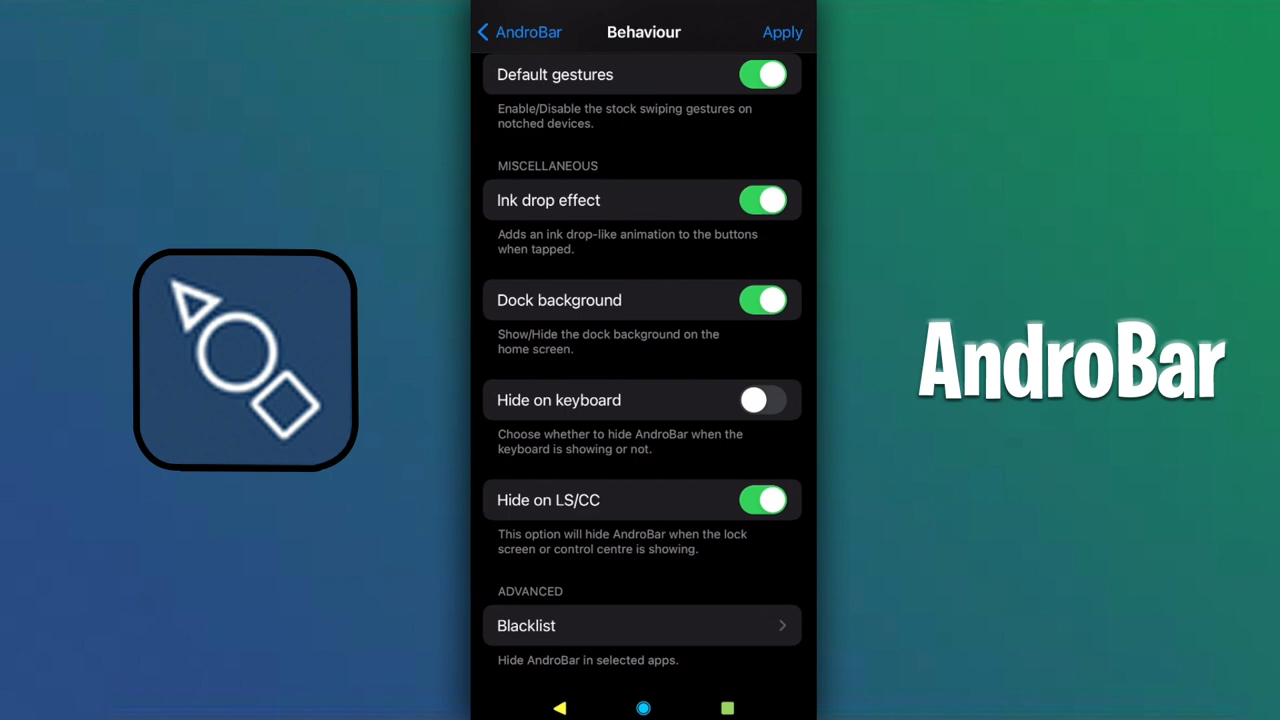 AndroBar
Behaviour
Apply
Default gestures
Enable/Disable the stock swiping gestures on
notched devices.
MISCELLANEOUS
Ink drop effect
Adds an ink drop-like animation to the buttons
when tapped.
Dock background
Show/Hide the dock background on the
home screen.
Hide on keyboard
Choose whether to hide AndroBar when the
keyboard is showing or not.
Hide on LS/CC
This option will hide AndroBar when the lock
screen or control centre is showing.
ADVANCED
Blacklist
Hide AndroBar in selected apps.
AndroBar